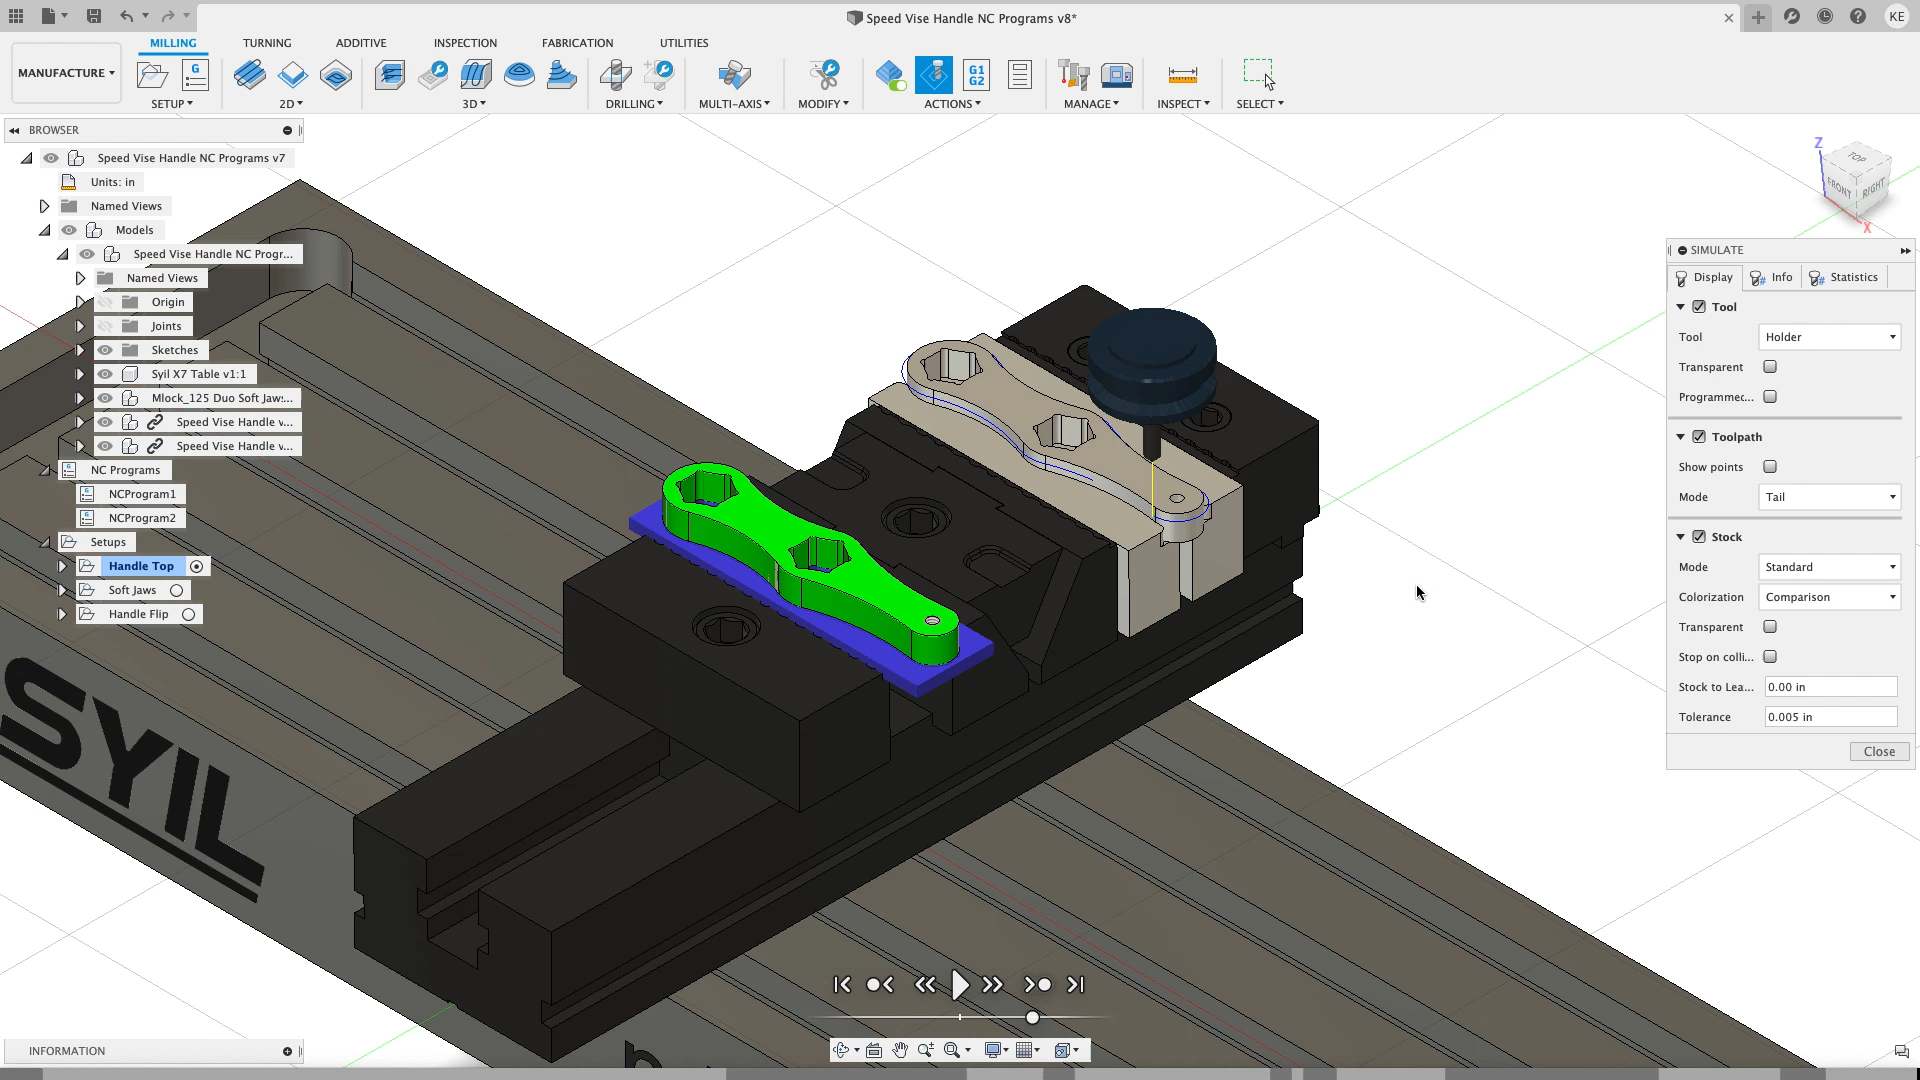 Speed Vise Handle NC Programs v8*
KE
MANUFACTURE
MILLING
TURNING
ADDITIVE
INSPECTION
FABRICATION
UTILITIES
G
G1
G2
SETUP
2D
3D
DRILLING
MULTI-AXIS
MODIFY
ACTIONS
MANAGE
INSPECT
SELECT
BROWSER
Speed Vise Handle NC Programs v7
Units: in
Named Views
Models
Speed Vise Handle NC Progr...
Named Views
Origin
Joints
Sketches
Syil X7 Table v1:1
Mlock_125 Duo Soft Jaw:...
Speed Vise Handle v...
Speed Vise Handle v...
NC Programs
NCProgram1
NCProgram2
Setups
Handle Top
Soft Jaws
Handle Flip
SYIL
Z
TOP
FRONT
RIGHT
X
SIMULATE
Display
Info
Statistics
Tool
Tool
Holder
Transparent
Programmec...
Toolpath
Show points
Mode
Tail
Stock
Mode
Standard
Colorization
Comparison
Transparent
Stop on colli...
Stock to Lea...
0.00 in
Tolerance
0.005 in
Close
INFORMATION